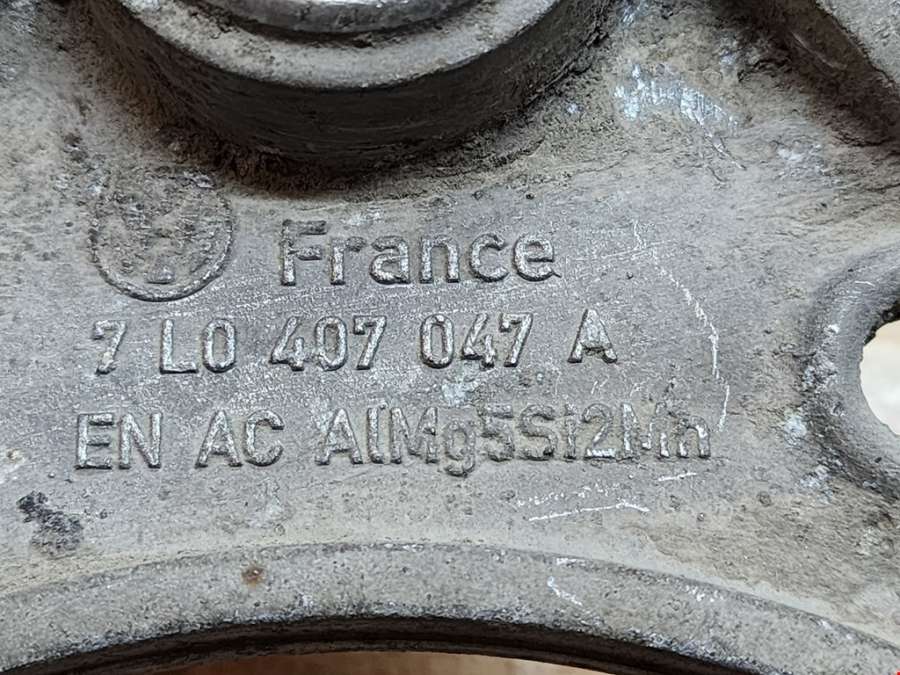 France
7 L0 407 047 A
EN AC AlMg5Si2Mn